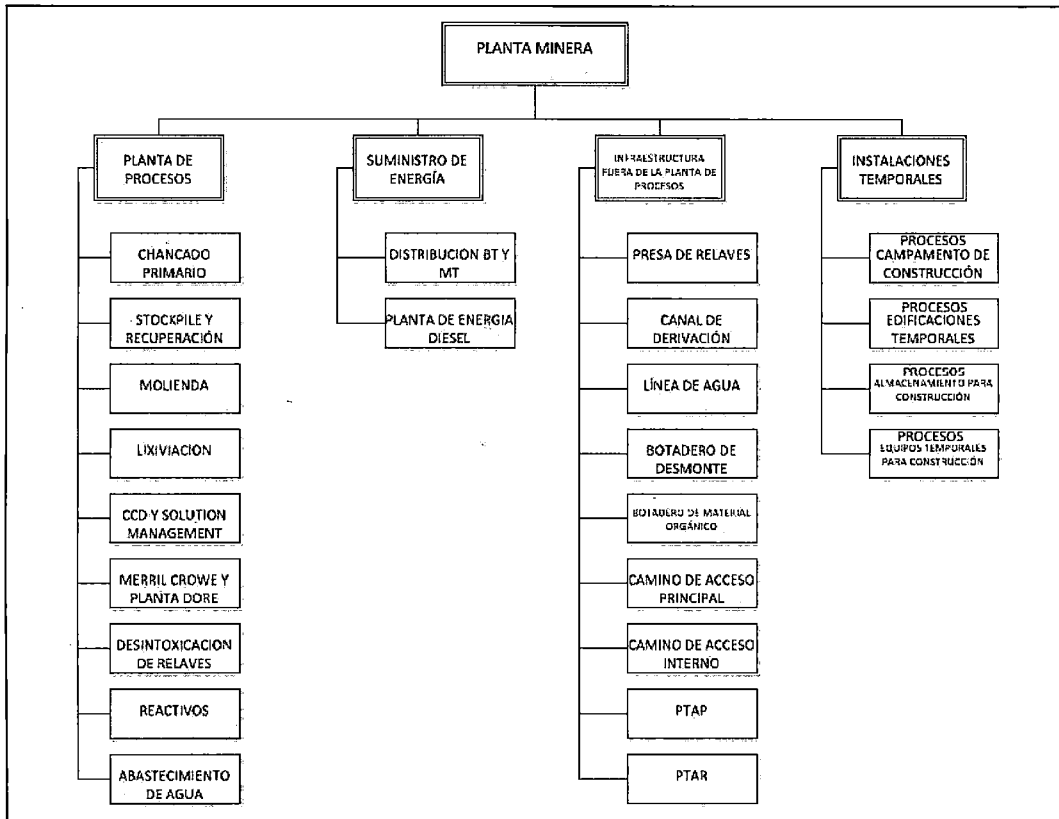 PLANTA MINERA
PLANTA DE
PROCESOS
SUMINISTRO DE
ENERGÍA
INFRAESTRUCTURA
FUERA DE LA PLANTA DE
PROCESOS
INSTALACIONES
TEMPORALES
CHANCADO
PRIMARIO
STOCKPILE Y
RECUPERACIÓN
MOLIENDA
LIXIVIACION
CCD Y SOLUTION
MANAGEMENT
MERRIL CROWE Y
PLANTA DORE
DESINTOXICACION
DE RELAVES
REACTIVOS
ABASTECIMIENTO
DE AGUA
DISTRIBUCION BT Y
MT
PLANTA DE ENERGIA
DIESEL
PRESA DE RELAVES
CANAL DE
DERIVACIÓN
LÍNEA DE AGUA
BOTADERO DE
DESMONTE
BOTADERO DE MATERIAL
ORGÁNICO
CAMINO DE ACCESO
PRINCIPAL
CAMINO DE ACCESO
INTERNO
PTAP
PTAR
PROCESOS
CAMPAMENTO DE
CONSTRUCCIÓN
PROCESOS
EDIFICACIONES
TEMPORALES
PROCESOS
ALMACENAMIENTO PARA
CONSTRUCCIÓN
PROCESOS
EQUIPOS TEMPORALES
PARA CONSTRUCCIÓN